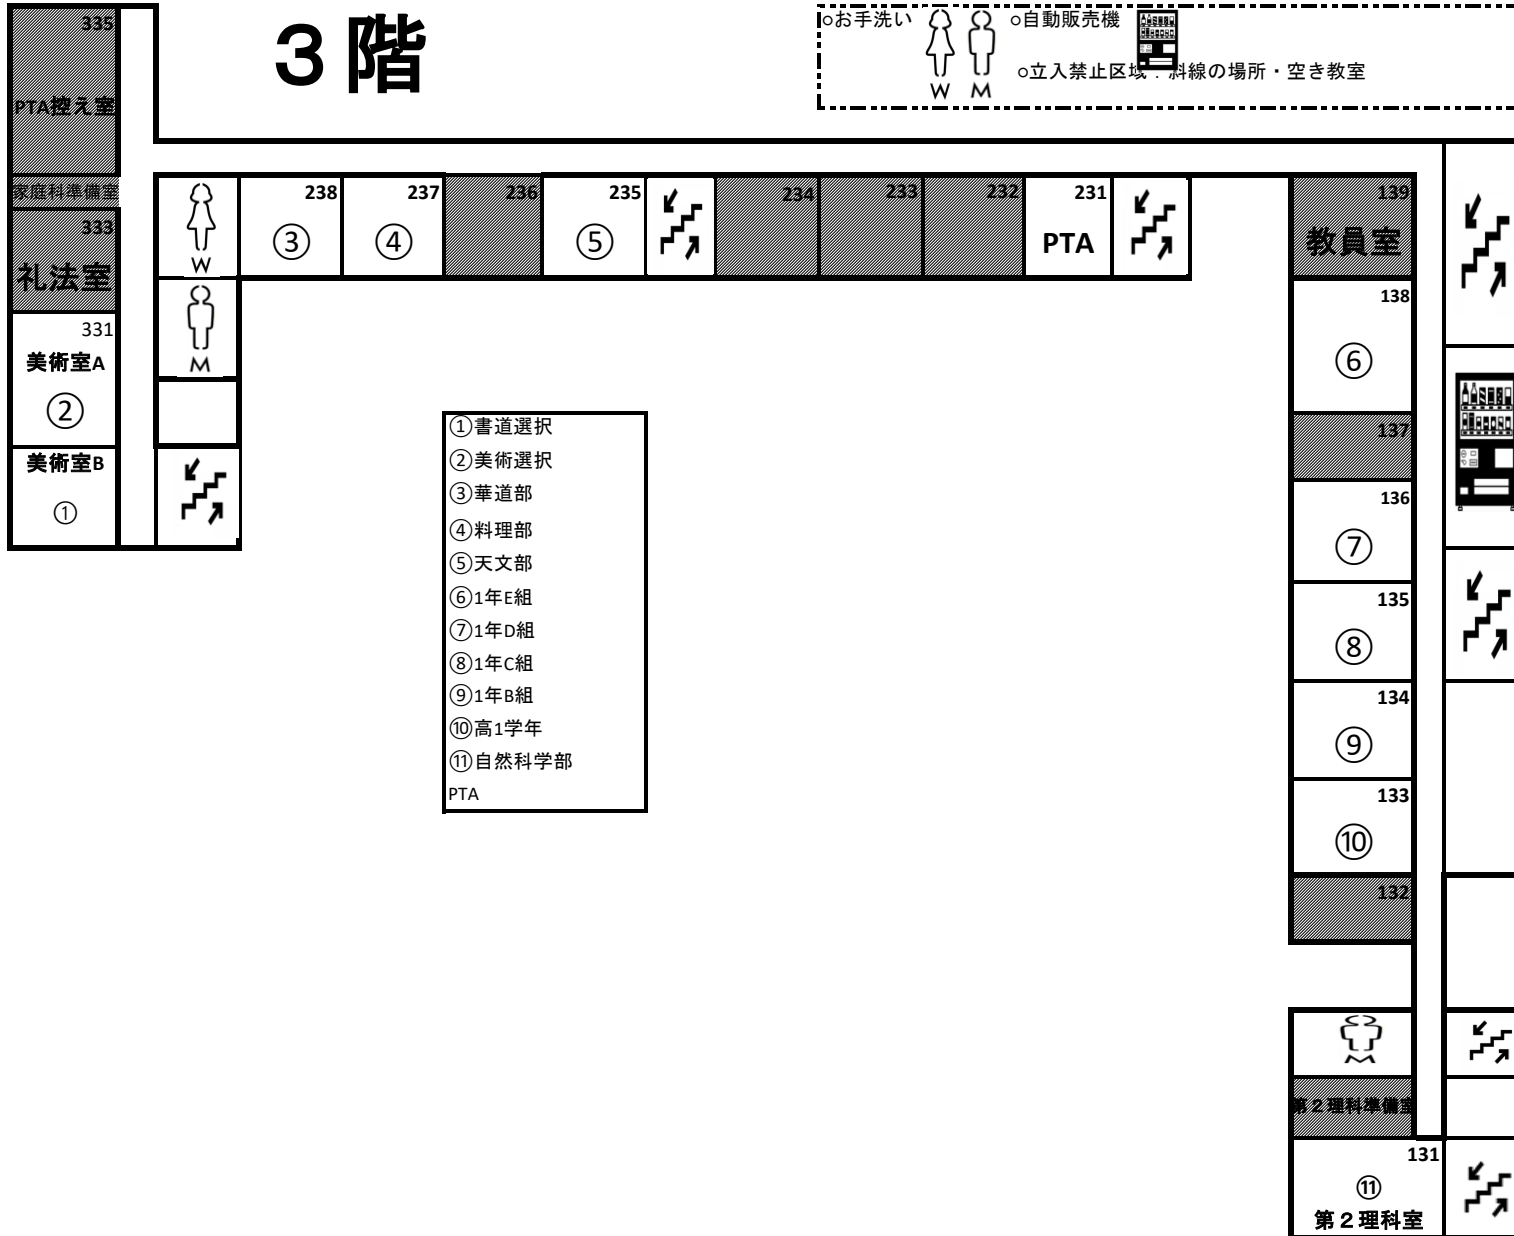 ３階
○お手洗い
○自動販売機
○立入禁止区域：斜線の場所・空き教室
W M
335
PTA控え室
家庭科準備室
333
礼法室
331
美術室A
②
美術室B
①
W
M
238
③
237
④
236
235
⑤
234
233
232
231
PTA
139
教員室
138
⑥
137
136
⑦
135
⑧
134
⑨
133
⑩
132
M
第２理科準備室
131
⑪
第２理科室
①書道選択
②美術選択
③華道部
④料理部
⑤天文部
⑥1年E組
⑦1年D組
⑧1年C組
⑨1年B組
⑩高1学年
⑪自然科学部
PTA